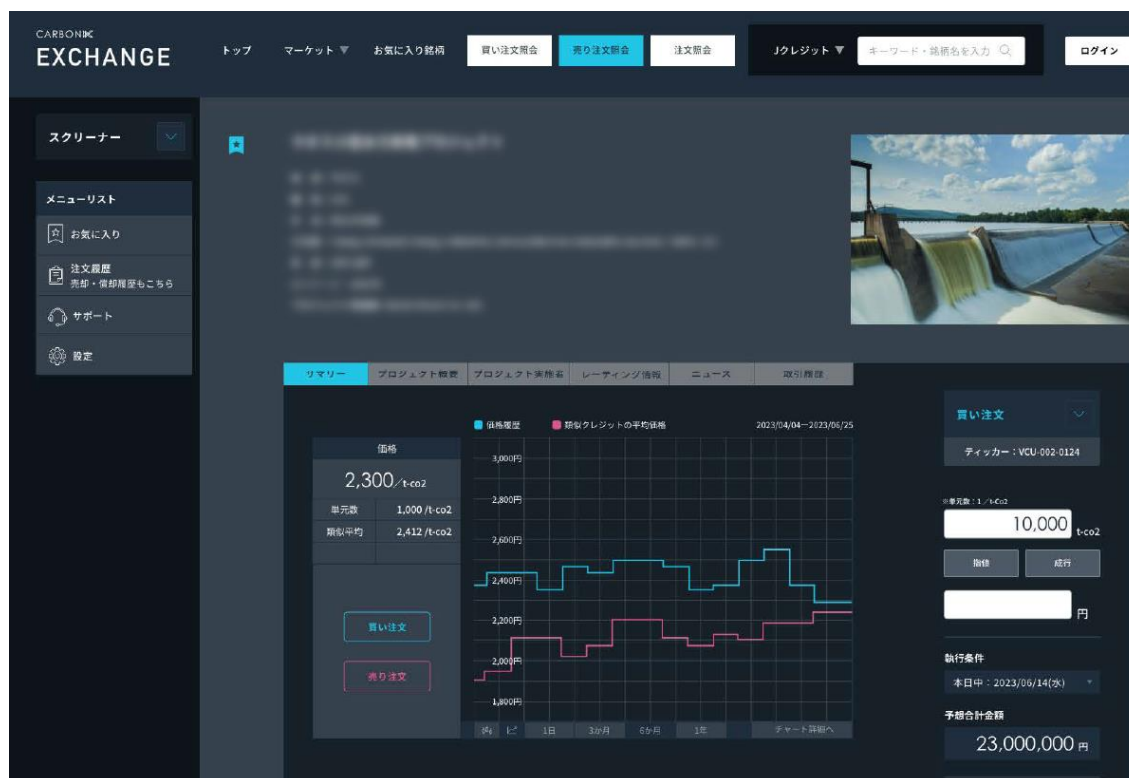 CARBON
EXCHANGE
トップ
マーケット ▼
お気に入り銘柄
買い注文照会
売り注文照会
注文照会
Jクレジット ▼
キーワード・銘柄名を入力
ログイン
スクリーナー
メニューリスト
お気に入り
注文履歴
売却・償却履歴もこちら
サポート
設定
サマリー
プロジェクト概要
プロジェクト実施者
レーティング情報
ニュース
取引履歴
価格履歴
類似クレジットの平均価格
2023/04/04ー2023/06/25
価格
2,300/t-co2
単元数 1,000 /t-co2
類似平均 2,412 /t-co2
買い注文
売り注文
3,000円
2,800円
2,600円
2,400円
2,200円
2,000円
1,800円
1日
3か月
6か月
1年
チャート詳細へ
買い注文
ティッカー：VCU-002-0124
※単元数：1／t-Co2
10,000 t-co2
指値
成行
円
執行条件
本日中：2023/06/14(水)
予想合計金額
23,000,000 円